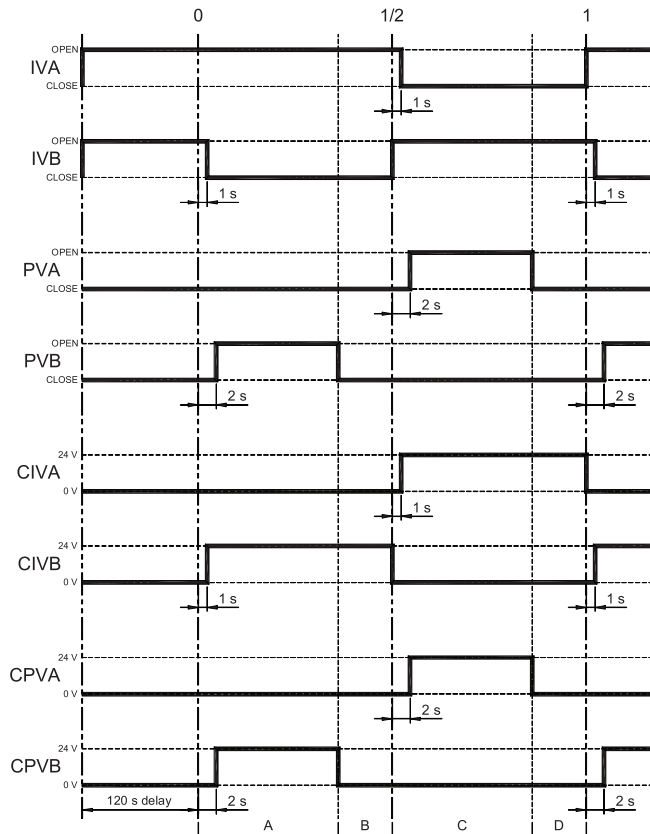 0 1/2 1
OPEN
IVA
CLOSE
1 s
OPEN
IVB
CLOSE
1 s 1 s
OPEN
PVA
CLOSE
2 s
OPEN
PVB
CLOSE
2 s 2 s
24 V
CIVA
0 V
1 s
24 V
CIVB
0 V
1 s 1 s
24 V
CPVA
0 V
2 s
24 V
CPVB
0 V
120 s delay 2 s 2 s
A B C D